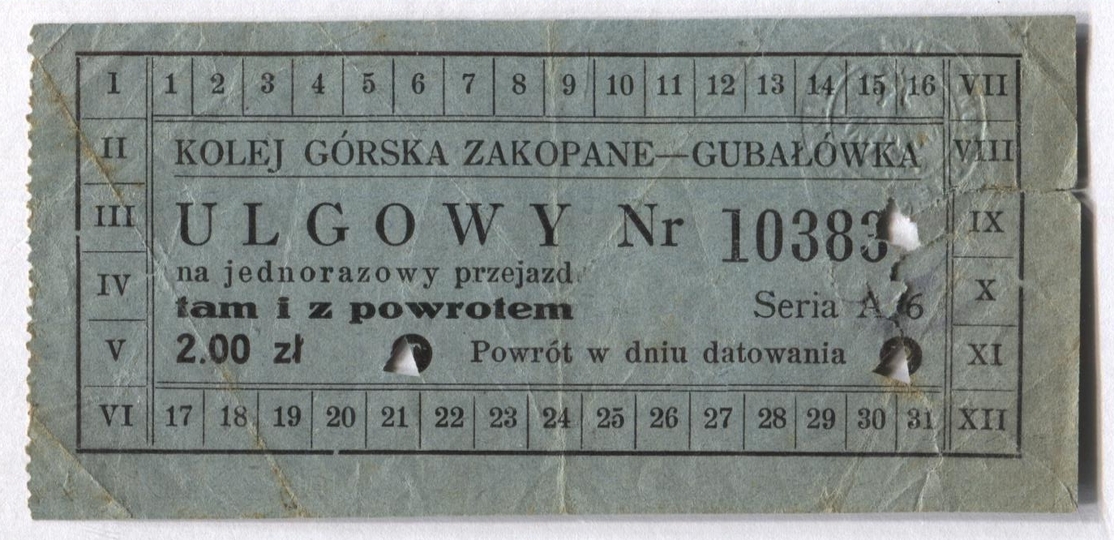 I 1 2 3 4 5 6 7 8 9 10 11 12 13 14 15 16 VII
II KOLEJ GÓRSKA ZAKOPANE—GUBAŁÓWKA VIII
III ULGOWY Nr 10383 IX
na jednorazowy przejazd
IV tam i z powrotem Seria A 6 X
V 2.00 zł Powrót w dniu datowania XI
VI 17 18 19 20 21 22 23 24 25 26 27 28 29 30 31 XII